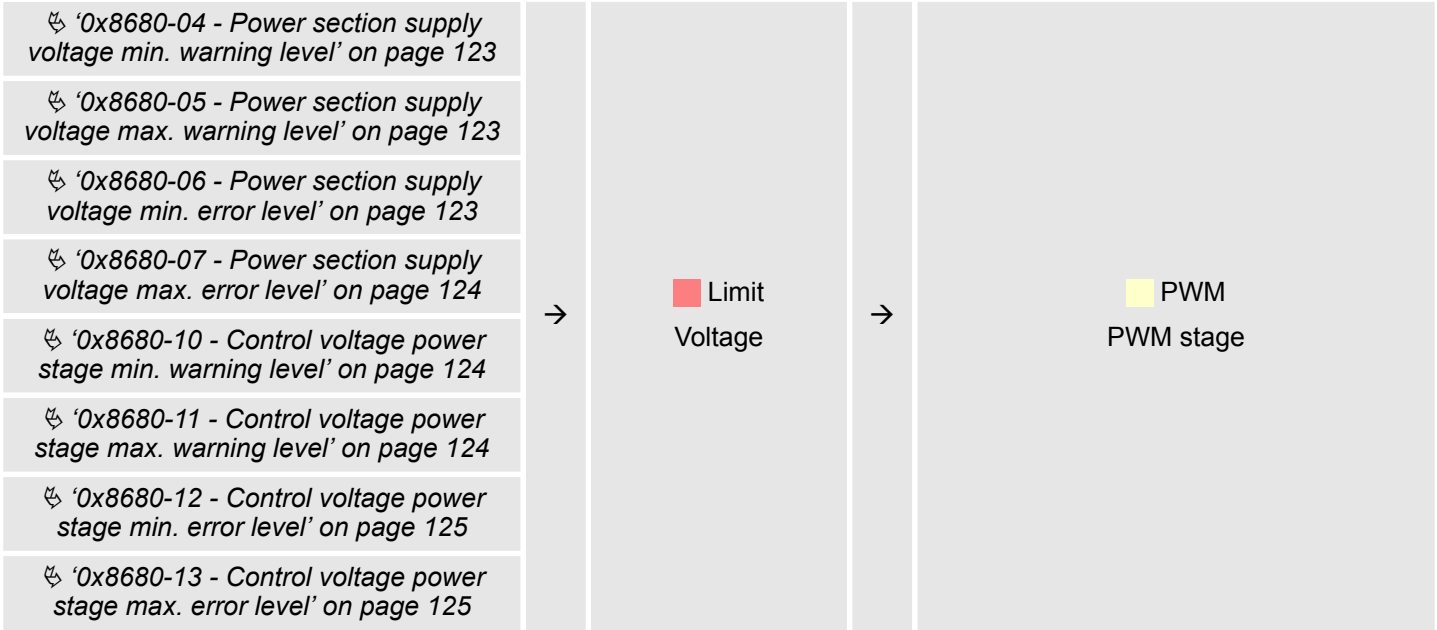 ↳ ‘0x8680-04 - Power section supply
voltage min. warning level’ on page 123
↳ ‘0x8680-05 - Power section supply
voltage max. warning level’ on page 123
↳ ‘0x8680-06 - Power section supply
voltage min. error level’ on page 123
↳ ‘0x8680-07 - Power section supply
voltage max. error level’ on page 124
↳ ‘0x8680-10 - Control voltage power
stage min. warning level’ on page 124
↳ ‘0x8680-11 - Control voltage power
stage max. warning level’ on page 124
↳ ‘0x8680-12 - Control voltage power
stage min. error level’ on page 125
↳ ‘0x8680-13 - Control voltage power
stage max. error level’ on page 125
→
Limit
Voltage
→
PWM
PWM stage